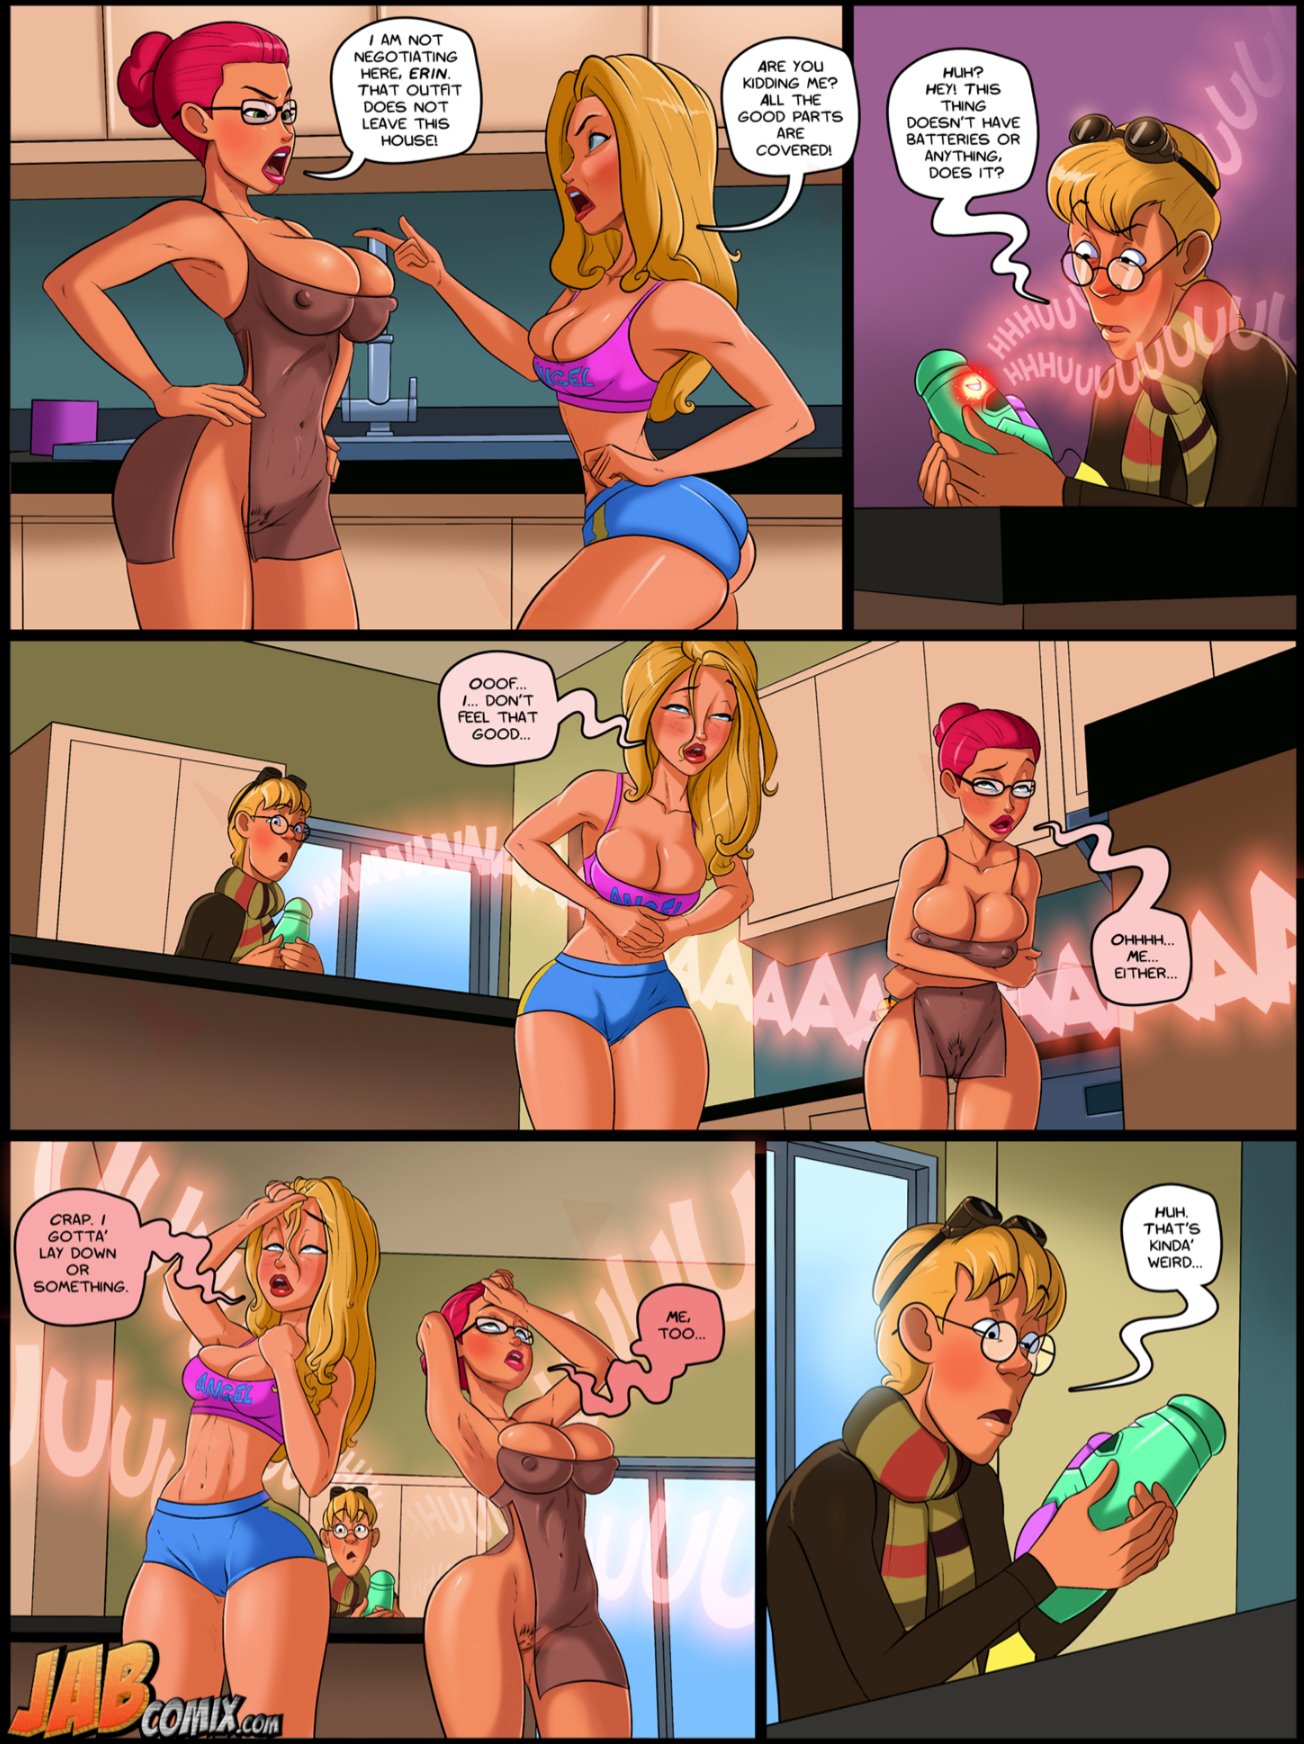 I AM NOT
NEGOTIATING
HERE, ERIN.
THAT OUTFIT
DOES NOT
LEAVE THIS
HOUSE!
ARE YOU
KIDDING ME?
ALL THE
GOOD PARTS
ARE
COVERED!
ANGEL
HUH?
HEY! THIS
THING
DOESN'T HAVE
BATTERIES OR
ANYTHING,
DOES IT?
OOOF...
I... DON'T
FEEL THAT
GOOD...
ANGEL
OHHHH...
ME...
EITHER...
CRAP. I
GOTTA'
LAY DOWN
OR
SOMETHING.
ANGEL
ME,
TOO...
HUH.
THAT'S
KINDA'
WEIRD...
JAB
COMIX.COM